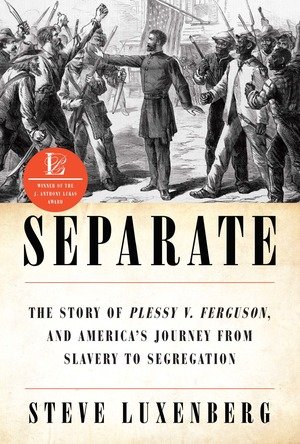 L
WINNER OF THE
J. ANTHONY LUKAS
AWARD
SEPARATE
THE STORY OF PLESSY V. FERGUSON,
AND AMERICA'S JOURNEY FROM
SLAVERY TO SEGREGATION
STEVE LUXENBERG